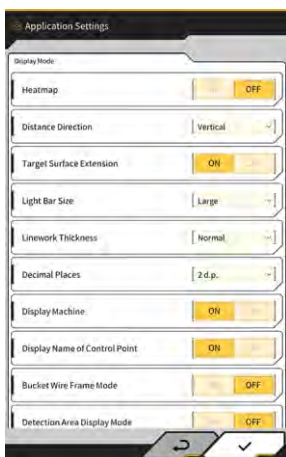 Application Settings
Display Mode
Heatmap OFF
Distance Direction Vertical
Target Surface Extension ON
Light Bar Size Large
Linework Thickness Normal
Decimal Places 2 d.p.
Display Machine ON
Display Name of Control Point ON
Bucket Wire Frame Mode OFF
Detection Area Display Mode OFF